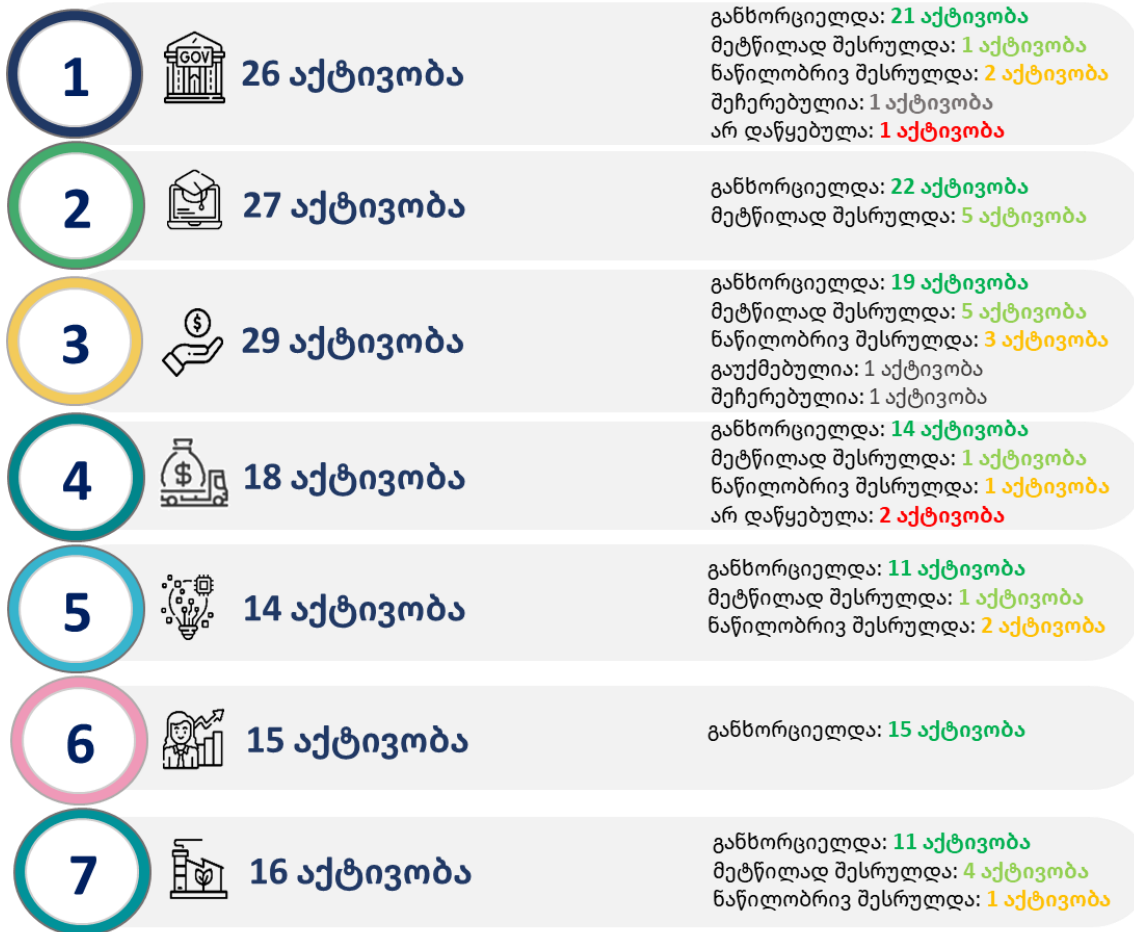 1
GOV
26 აქტივობა
განხორციელდა: 21 აქტივობა
მეტწილად შესრულდა: 1 აქტივობა
ნაწილობრივ შესრულდა: 2 აქტივობა
შეჩერებულია: 1 აქტივობა
არ დაწყებულა: 1 აქტივობა
2
27 აქტივობა
განხორციელდა: 22 აქტივობა
მეტწილად შესრულდა: 5 აქტივობა
3
$
29 აქტივობა
განხორციელდა: 19 აქტივობა
მეტწილად შესრულდა: 5 აქტივობა
ნაწილობრივ შესრულდა: 3 აქტივობა
გაუქმებულია: 1 აქტივობა
შეჩერებულია: 1 აქტივობა
4
$
18 აქტივობა
განხორციელდა: 14 აქტივობა
მეტწილად შესრულდა: 1 აქტივობა
ნაწილობრივ შესრულდა: 1 აქტივობა
არ დაწყებულა: 2 აქტივობა
5
14 აქტივობა
განხორციელდა: 11 აქტივობა
მეტწილად შესრულდა: 1 აქტივობა
ნაწილობრივ შესრულდა: 2 აქტივობა
6
15 აქტივობა
განხორციელდა: 15 აქტივობა
7
16 აქტივობა
განხორციელდა: 11 აქტივობა
მეტწილად შესრულდა: 4 აქტივობა
ნაწილობრივ შესრულდა: 1 აქტივობა